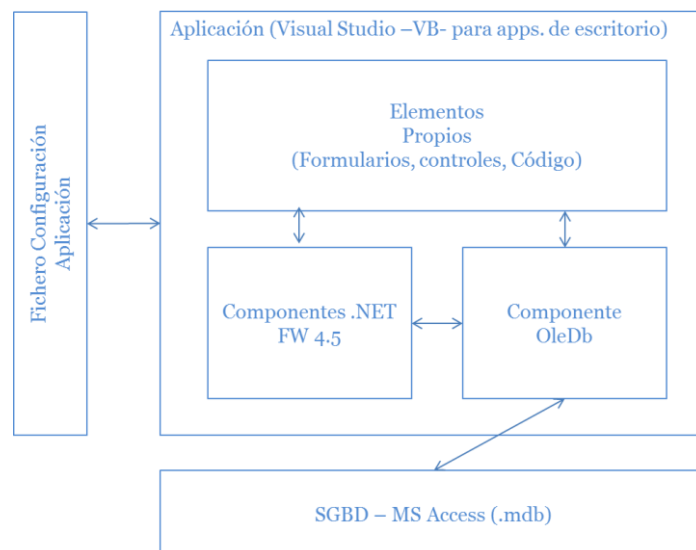 Aplicación (Visual Studio –VB- para apps. de escritorio)
Elementos
Propios
(Formularios, controles, Código)
Fichero Configuración
Aplicación
Componentes .NET
FW 4.5
Componente
OleDb
SGBD – MS Access (.mdb)